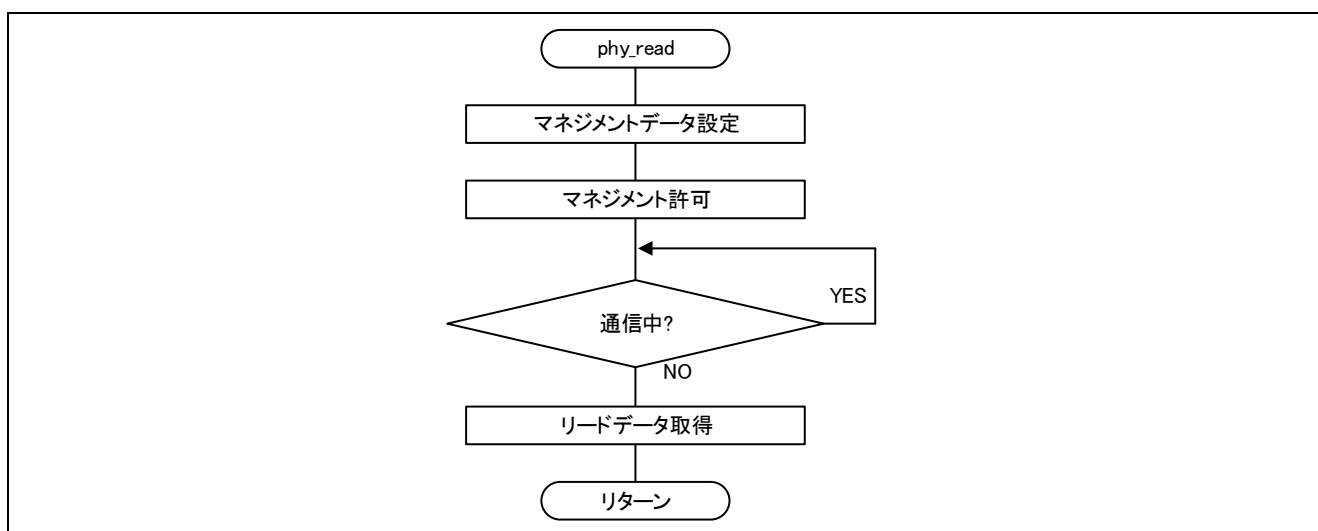 phy_read
マネジメントデータ設定
マネジメント許可
YES
通信中?
NO
リードデータ取得
リターン